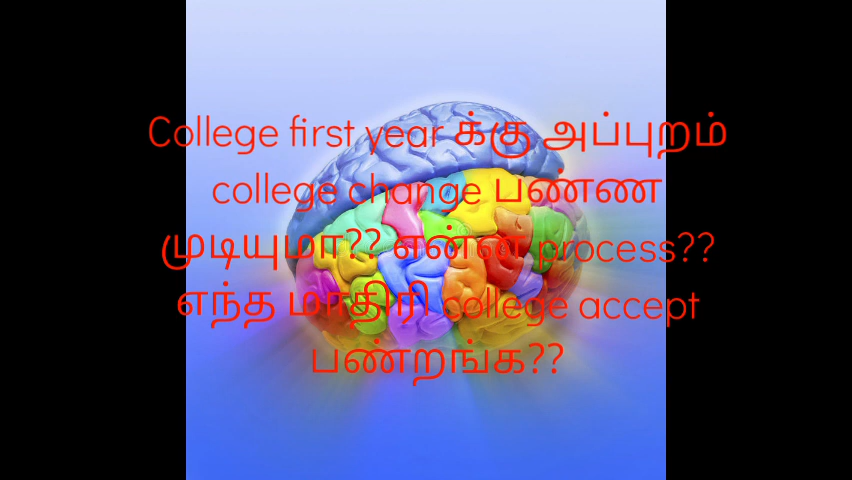 College first year க்கு அப்புறம்
college change பண்ண
முடியுமா?? என்ன process??
எந்த மாதிரி college accept
பண்றங்க??